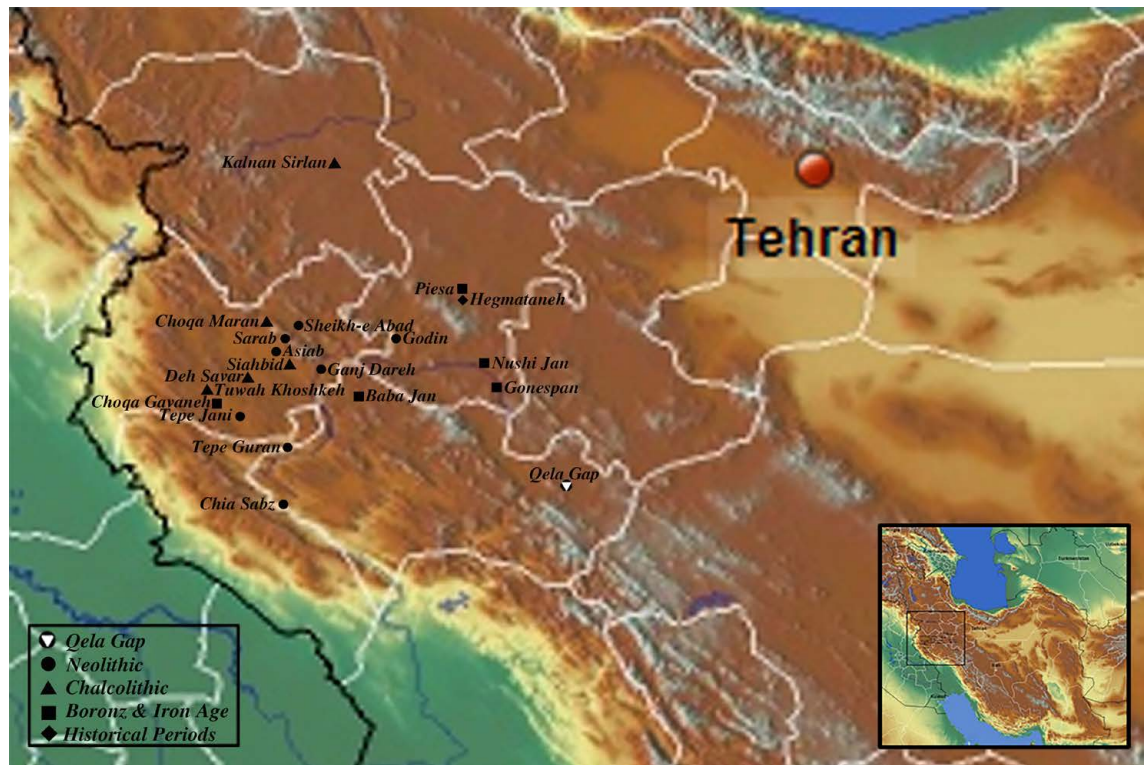 Kalnan Sirlan
Tehran
Piesa
Hegmataneh
Choqa Maran
Sheikh-e Abad
Sarab
Godin
Asiab
Siahbid
Nushi Jan
Ganj Dareh
Deh Savar
Tuwah Khoshkeh
Gonespan
Baba Jan
Choqa Gavaneh
Tepe Jani
Tepe Guran
Qela Gap
Chia Sabz
Qela Gap
Neolithic
Chalcolithic
Boronz & Iron Age
Historical Periods